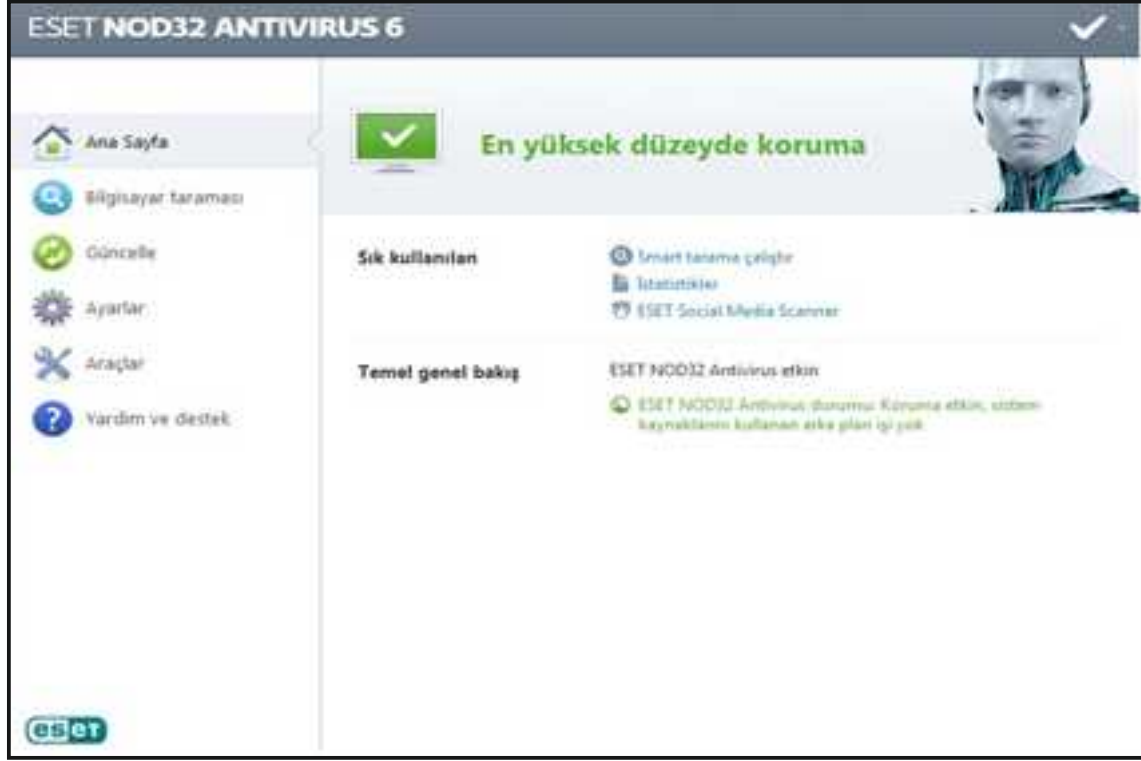 ESET NOD32 ANTIVIRUS 6
Ana Sayfa
Bilgisayar taraması
Güncelle
Ayarlar
Araçlar
Yardım ve destek
En yüksek düzeyde koruma
Sık kullanılan
Smart tarama çalıştır
İstatistikler
ESET Social Media Scanner
Temel genel bakış
ESET NOD32 Antivirus etkin
ESET NOD32 Antivirus durumu: Koruma etkin, sistem
kaynaklarını kullanan arka plan işi yok
eset